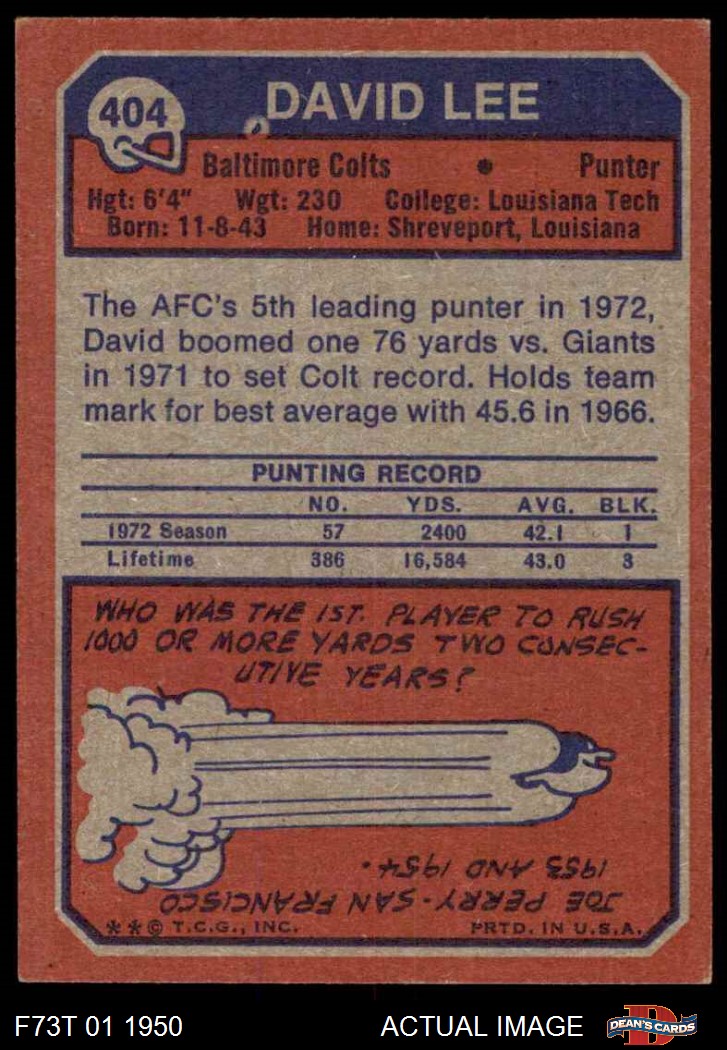 404
DAVID LEE
Baltimore Colts • Punter
Hgt: 6'4" Wgt: 230 College: Louisiana Tech
Born: 11-8-43 Home: Shreveport, Louisiana
The AFC's 5th leading punter in 1972,
David boomed one 76 yards vs. Giants
in 1971 to set Colt record. Holds team
mark for best average with 45.6 in 1966.
PUNTING RECORD
NO. YDS. AVG. BLK.
1972 Season 57 2400 42.1 1
Lifetime 386 16,584 43.0 3
WHO WAS THE 1ST. PLAYER TO RUSH
1000 OR MORE YARDS TWO CONSEC-
UTIVE YEARS?
JOE PERRY-SAN FRANCISCO
1953 AND 1954.
**© T.C.G., INC. PRTD. IN U.S.A.
F73T 01 1950 ACTUAL IMAGE
D
DEAN'S CARDS